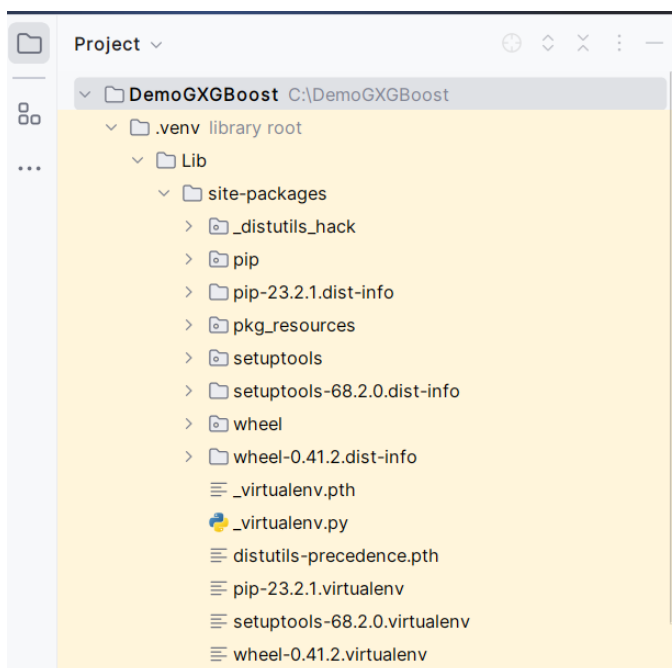 Project
DemoGXGBoost C:\DemoGXGBoost
.venv library root
Lib
site-packages
_distutils_hack
pip
pip-23.2.1.dist-info
pkg_resources
setuptools
setuptools-68.2.0.dist-info
wheel
wheel-0.41.2.dist-info
_virtualenv.pth
_virtualenv.py
distutils-precedence.pth
pip-23.2.1.virtualenv
setuptools-68.2.0.virtualenv
wheel-0.41.2.virtualenv